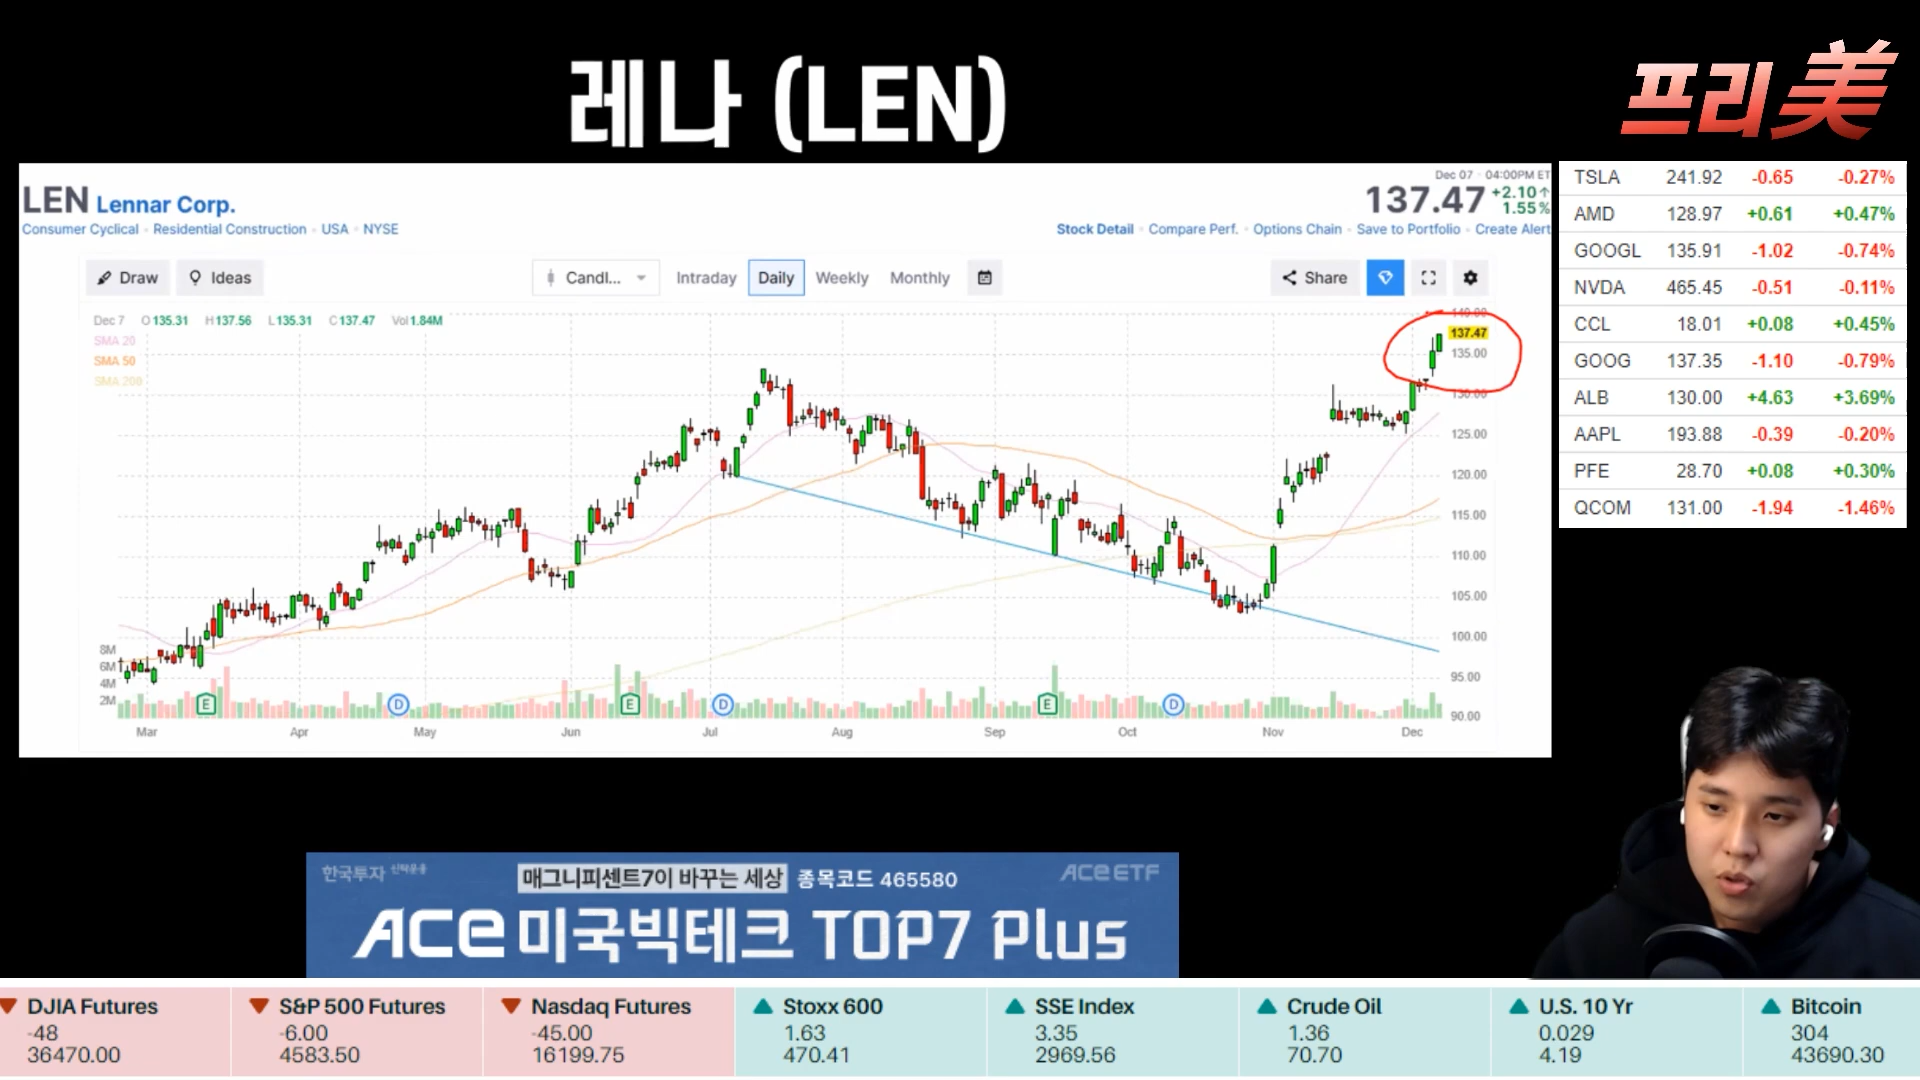 레나 (LEN)
프리美
LEN Lennar Corp.
Consumer Cyclical • Residential Construction • USA • NYSE
Dec 07 · 04:00PM ET
137.47 +2.10↑
1.55%
Stock Detail • Compare Perf. • Options Chain • Save to Portfolio • Create Alert
Draw Ideas Candl... Intraday Daily Weekly Monthly Share
Dec 7 O 135.31 H 137.56 L 135.31 C 137.47 Vol 1.84M
SMA 20
SMA 50
SMA 200
140.00
137.47
135.00
130.00
125.00
120.00
115.00
110.00
105.00
100.00
95.00
90.00
8M
6M
4M
2M
E D E D E D
Mar Apr May Jun Jul Aug Sep Oct Nov Dec
TSLA 241.92 -0.65 -0.27%
AMD 128.97 +0.61 +0.47%
GOOGL 135.91 -1.02 -0.74%
NVDA 465.45 -0.51 -0.11%
CCL 18.01 +0.08 +0.45%
GOOG 137.35 -1.10 -0.79%
ALB 130.00 +4.63 +3.69%
AAPL 193.88 -0.39 -0.20%
PFE 28.70 +0.08 +0.30%
QCOM 131.00 -1.94 -1.46%
한국투자 신탁운용
매그니피센트7이 바꾸는 세상 종목코드 465580
ACE ETF
ACE 미국빅테크 TOP7 Plus
DJIA Futures
-48
36470.00
S&P 500 Futures
-6.00
4583.50
Nasdaq Futures
-45.00
16199.75
Stoxx 600
1.63
470.41
SSE Index
3.35
2969.56
Crude Oil
1.36
70.70
U.S. 10 Yr
0.029
4.19
Bitcoin
304
43690.30